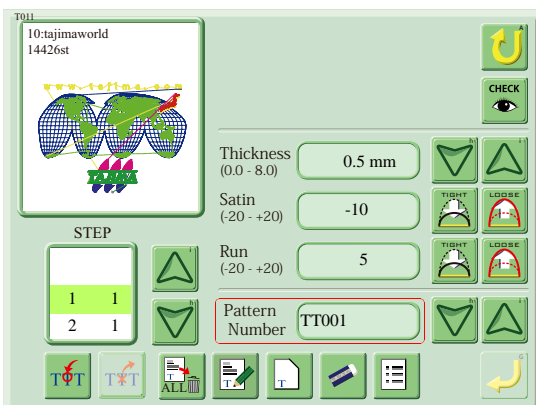 T011
10:tajimaworld
14426st
www.tajima.com
TAJIMA
A
CHECK
Thickness
(0.0 - 8.0)
0.5 mm
h
i
Satin
(-20 - +20)
-10
TIGHT
LOOSE
Run
(-20 - +20)
5
TIGHT
LOOSE
STEP
1 1
2 1
i
h
Pattern
Number
TT001
h
i
TTT
TXT
T
ALL
T
T
G